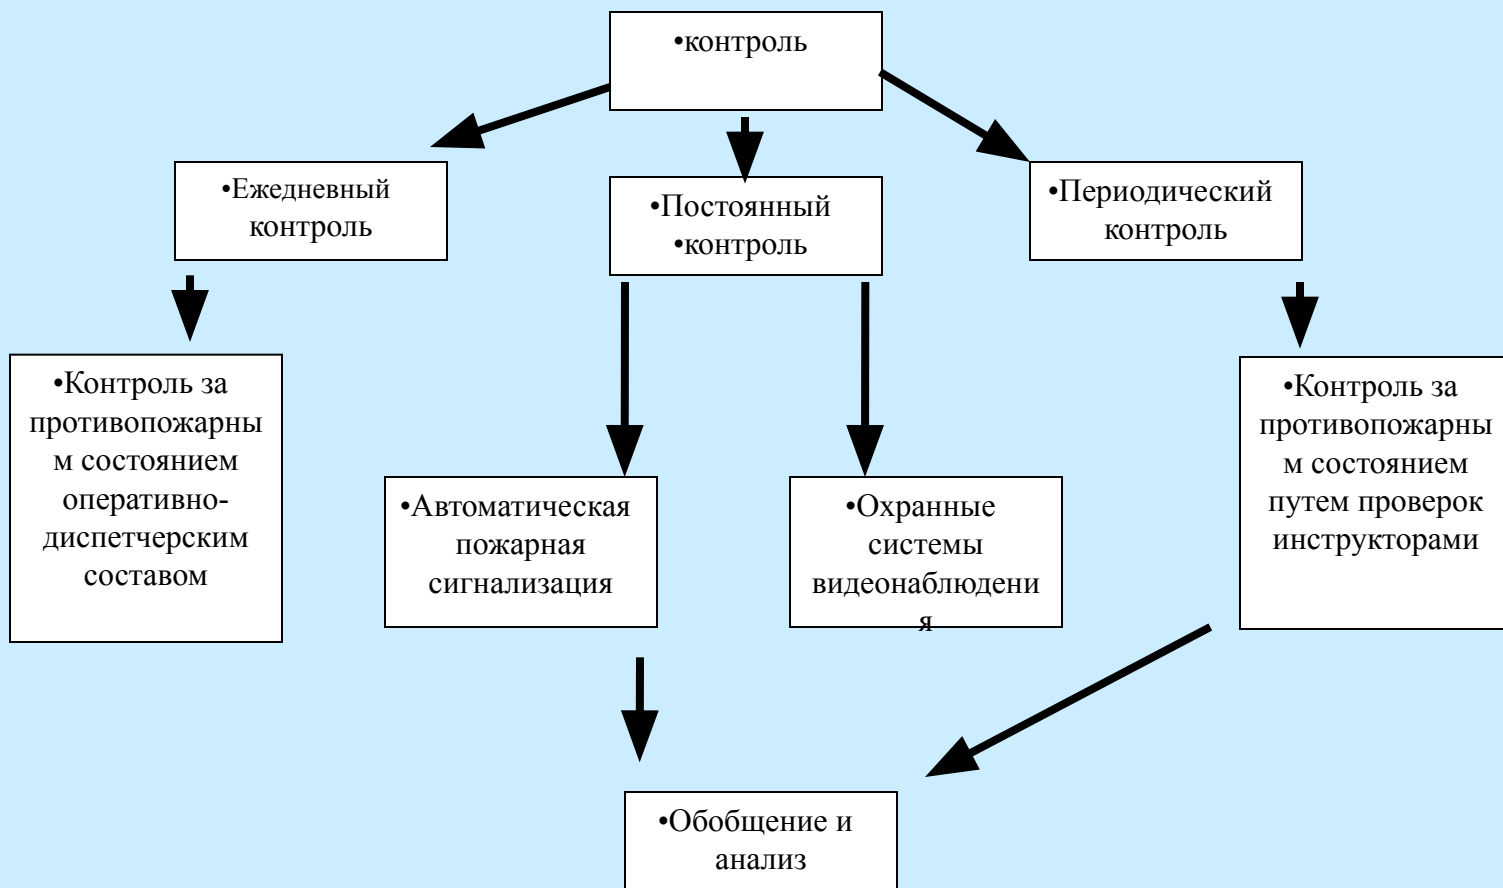 •контроль
•Ежедневный
контроль
•Постоянный
•контроль
•Периодический
контроль
•Контроль за
противопожарны
м состоянием
оперативно-
диспетчерским
составом
•Автоматическая
пожарная
сигнализация
•Охранные
системы
видеонаблюдени
я
•Контроль за
противопожарны
м состоянием
путем проверок
инструкторами
•Обобщение и
анализ